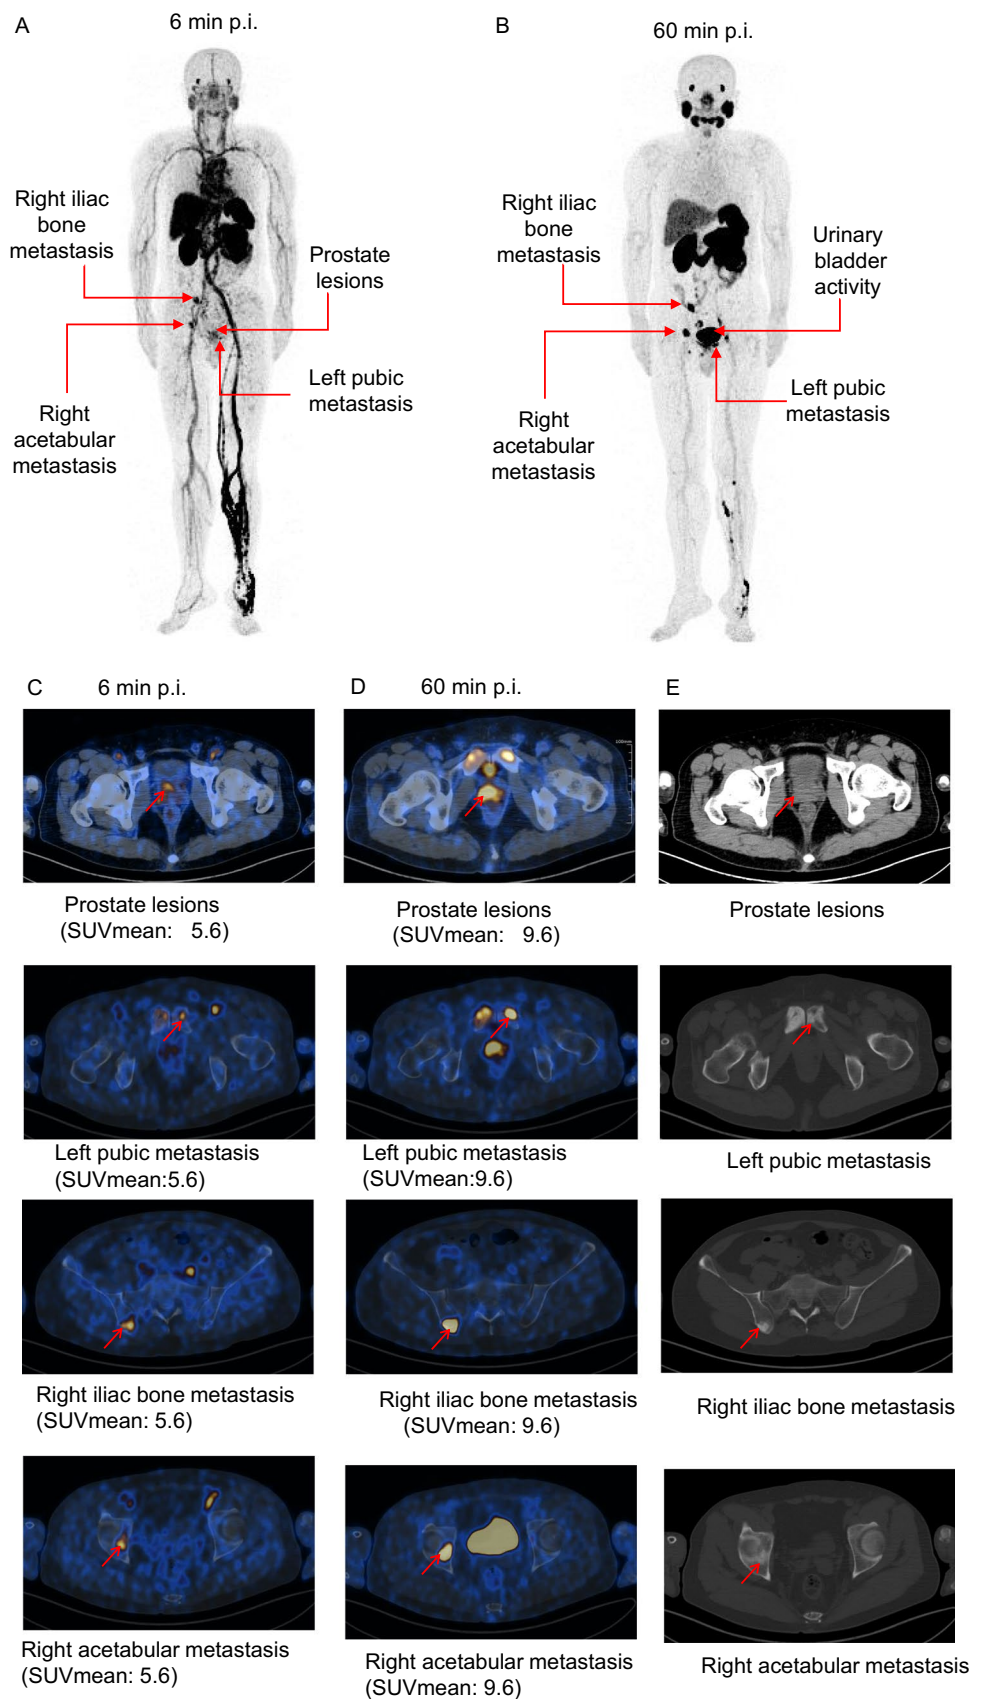 A
6 min p.i.
B
60 min p.i.
Right iliac
bone
metastasis
Prostate
lesions
Right
acetabular
metastasis
Left pubic
metastasis
Right iliac
bone
metastasis
Urinary
bladder
activity
Right
acetabular
metastasis
Left pubic
metastasis
C
6 min p.i.
D
60 min p.i.
E
Prostate lesions
(SUVmean: 5.6)
Prostate lesions
(SUVmean: 9.6)
Prostate lesions
Left pubic metastasis
(SUVmean:5.6)
Left pubic metastasis
(SUVmean:9.6)
Left pubic metastasis
Right iliac bone metastasis
(SUVmean: 5.6)
Right iliac bone metastasis
(SUVmean: 9.6)
Right iliac bone metastasis
Right acetabular metastasis
(SUVmean: 5.6)
Right acetabular metastasis
(SUVmean: 9.6)
Right acetabular metastasis